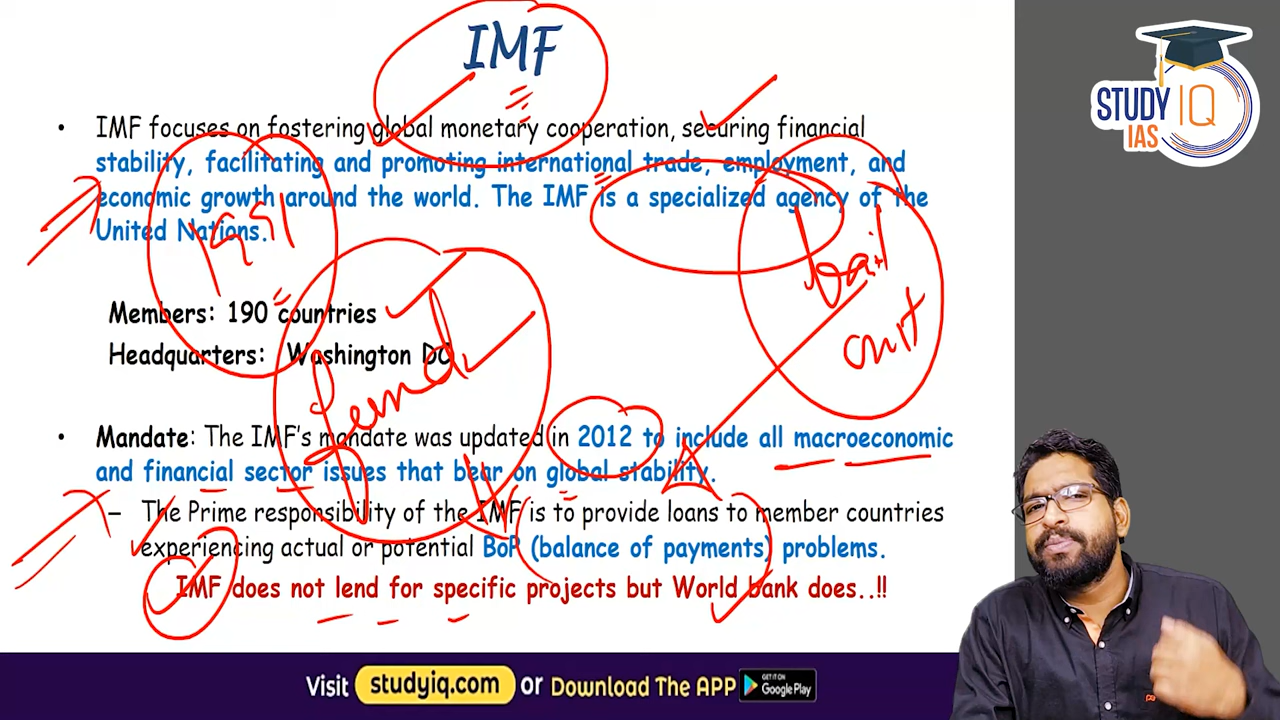 IMF
STUDY IQ
IAS
• IMF focuses on fostering global monetary cooperation, securing financial
stability, facilitating and promoting international trade, employment, and
economic growth around the world. The IMF is a specialized agency of the
United Nations.
1991
bail
out
Members: 190 countries
Headquarters: Washington DC
fund
• Mandate: The IMF's mandate was updated in 2012 to include all macroeconomic
and financial sector issues that bear on global stability.
– The Prime responsibility of the IMF is to provide loans to member countries
experiencing actual or potential BoP (balance of payments) problems.
IMF does not lend for specific projects but World bank does..!!
Visit studyiq.com or Download The APP GET IT ON Google Play